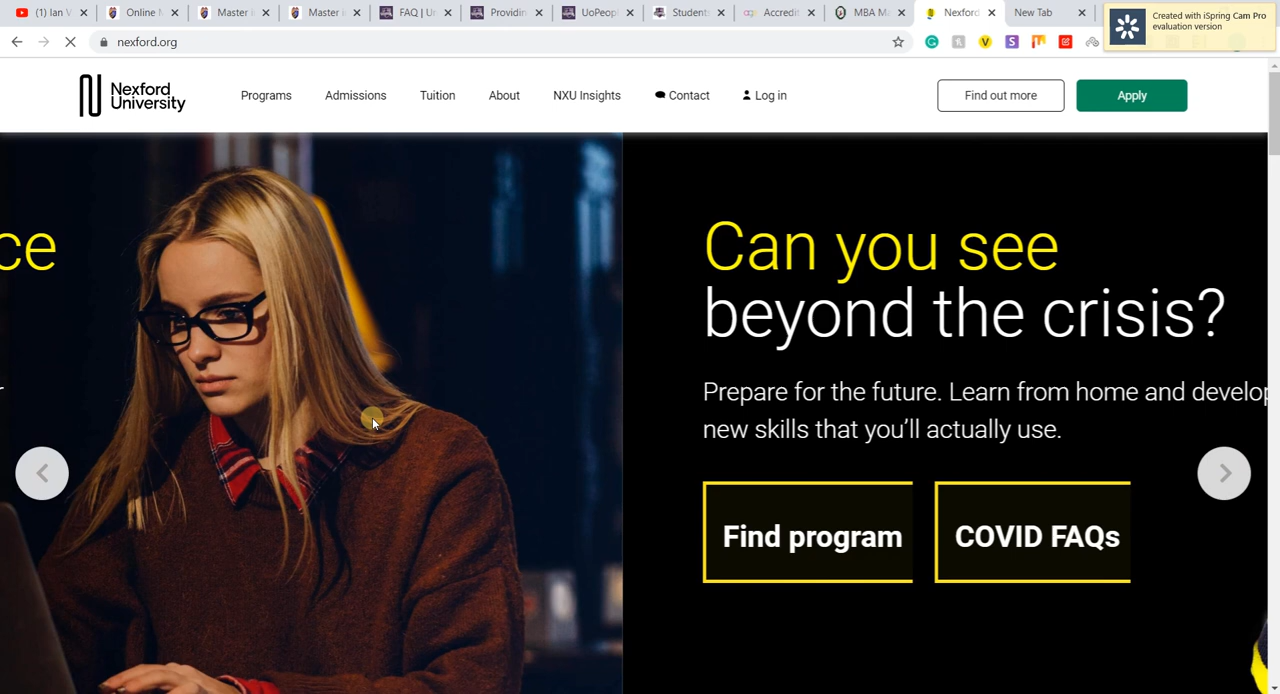 (1) Ian V
Online M
Master i
Master i
FAQ | U
Providin
UoPeopl
Students
Accredit
MBA Ma
Nexford
New Tab
Created with iSpring Cam Pro
evaluation version
nexford.org
Nexford
University
Programs
Admissions
Tuition
About
NXU Insights
Contact
Log in
Find out more
Apply
ce
r
Can you see
beyond the crisis?
Prepare for the future. Learn from home and develop
new skills that you’ll actually use.
Find program
COVID FAQs